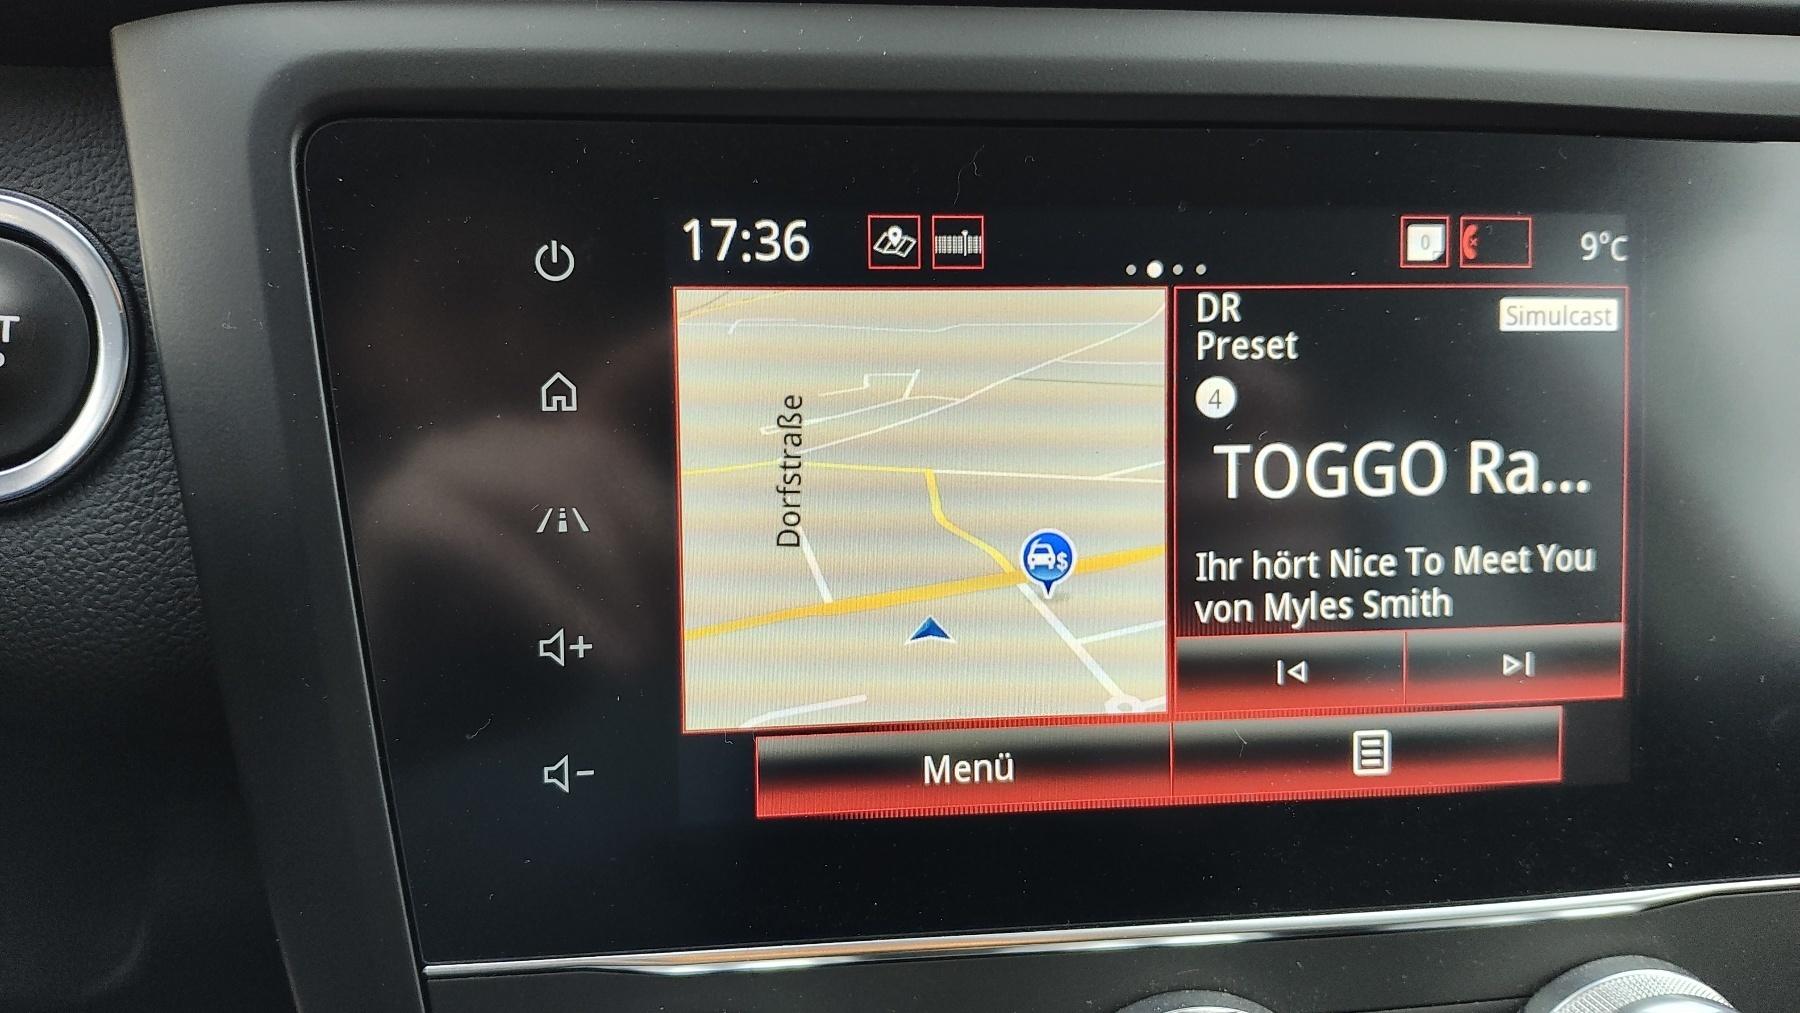 17:36
0
9°C
DR
Simulcast
Preset
4
TOGGO Ra...
Dorfstraße
$
Ihr hört Nice To Meet You
von Myles Smith
Menü